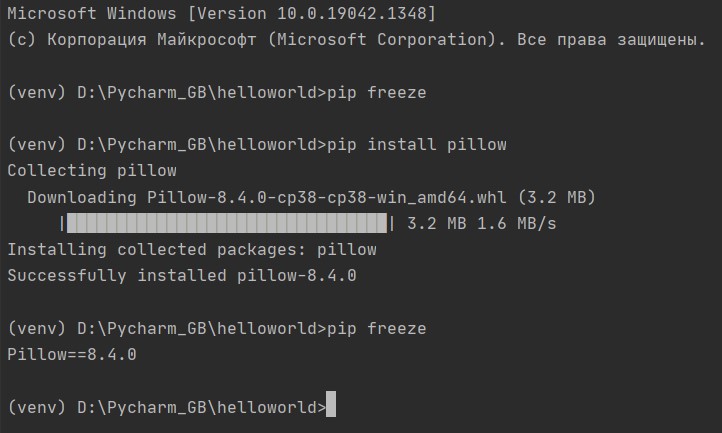 Microsoft Windows [Version 10.0.19042.1348]
(c) Корпорация Майкрософт (Microsoft Corporation). Все права защищены.
(venv) D:\Pycharm_GB\helloworld>pip freeze
(venv) D:\Pycharm_GB\helloworld>pip install pillow
Collecting pillow
  Downloading Pillow-8.4.0-cp38-cp38-win_amd64.whl (3.2 MB)
     |████████████████████████████████| 3.2 MB 1.6 MB/s
Installing collected packages: pillow
Successfully installed pillow-8.4.0
(venv) D:\Pycharm_GB\helloworld>pip freeze
Pillow==8.4.0
(venv) D:\Pycharm_GB\helloworld>